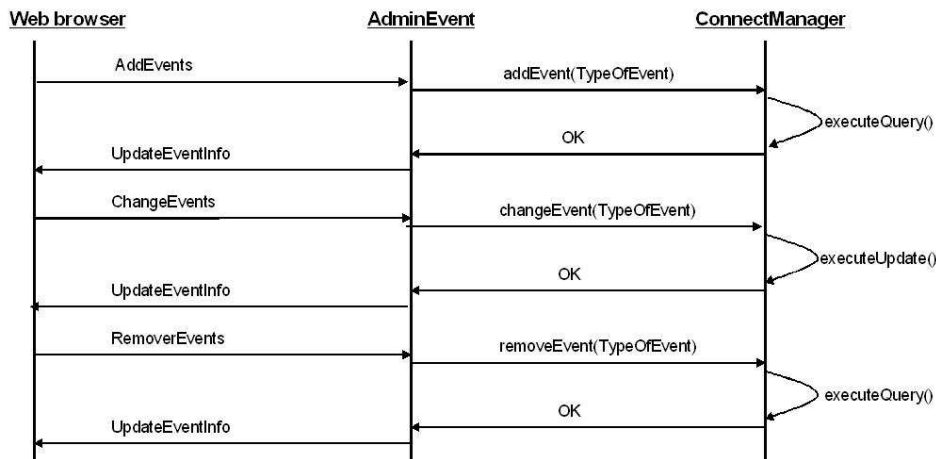 Web browser
AdminEvent
ConnectManager
AddEvents
addEvent(TypeOfEvent)
executeQuery()
OK
UpdateEventInfo
ChangeEvents
changeEvent(TypeOfEvent)
executeUpdate()
OK
UpdateEventInfo
RemoverEvents
removeEvent(TypeOfEvent)
executeQuery()
OK
UpdateEventInfo